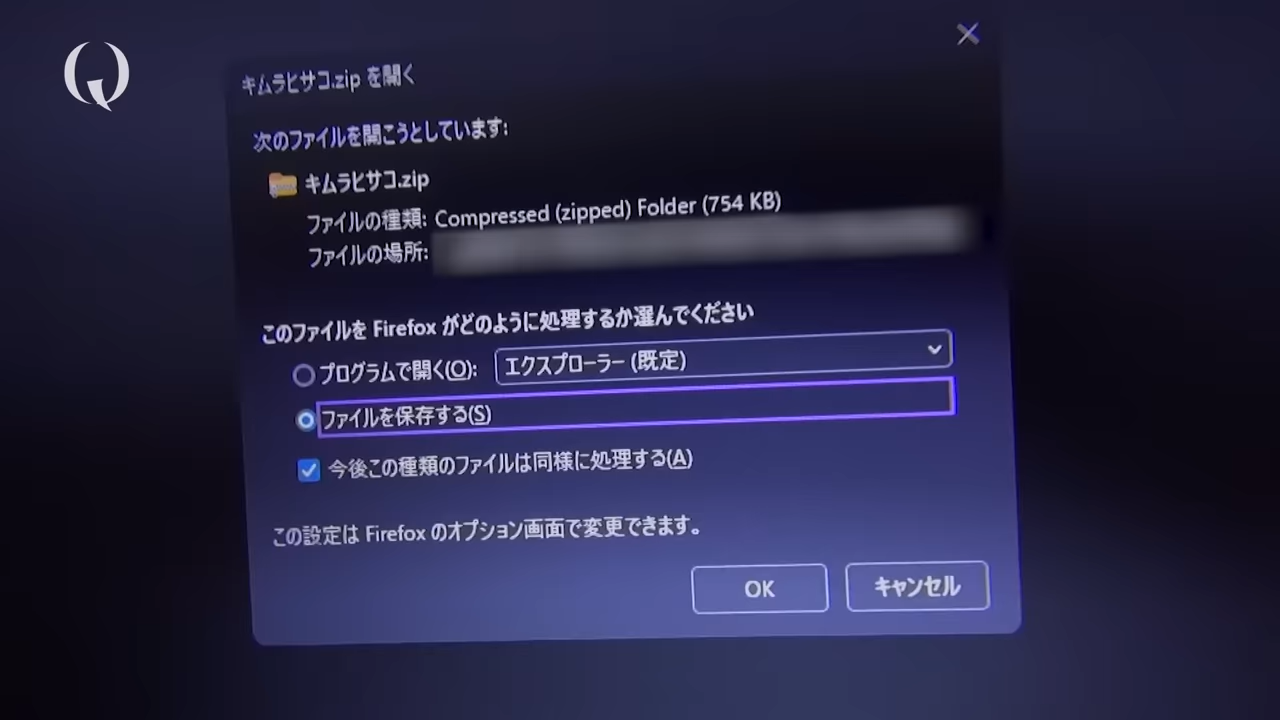 Q
キムラヒサコ.zip を開く
次のファイルを開こうとしています:
キムラヒサコ.zip
ファイルの種類: Compressed (zipped) Folder (754 KB)
ファイルの場所:
このファイルを Firefox がどのように処理するか選んでください
プログラムで開く(O): エクスプローラー (既定)
ファイルを保存する(S)
今後この種類のファイルは同様に処理する(A)
この設定は Firefox のオプション画面で変更できます。
OK キャンセル